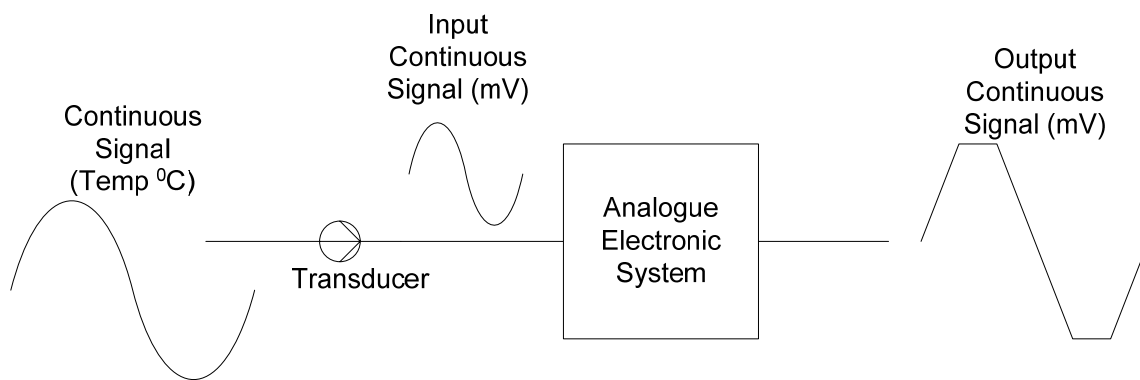 Continuous
Signal
(Temp ⁰C)
Transducer
Input
Continuous
Signal (mV)
Analogue
Electronic
System
Output
Continuous
Signal (mV)